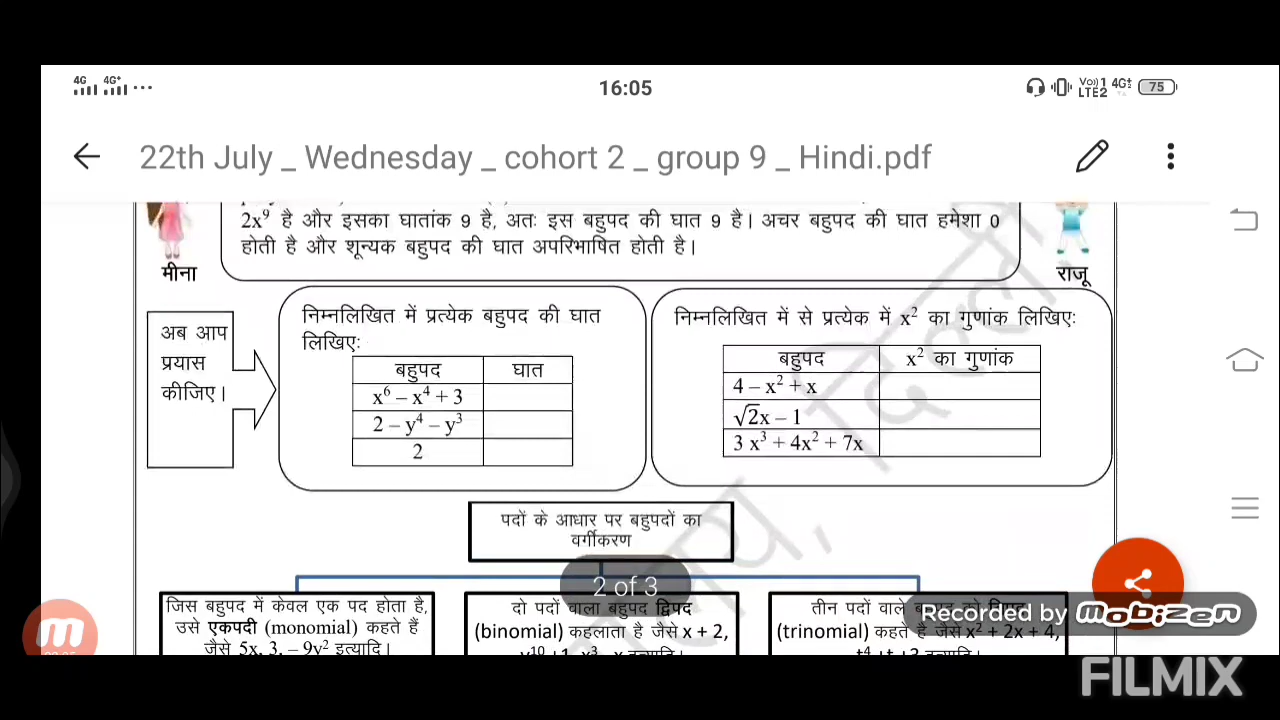 4G 4G+ ... 16:05 Vo)) 1 LTE2 4G+ 75
22th July _ Wednesday _ cohort 2 _ group 9 _ Hindi.pdf
2x⁹ है और इसका घातांक 9 है, अतः इस बहुपद की घात 9 है। अचर बहुपद की घात हमेशा 0
होती है और शून्यक बहुपद की घात अपरिभाषित होती है।
मीना
राजू
अब आप
प्रयास
कीजिए।
निम्नलिखित में प्रत्येक बहुपद की घात
लिखिए:
बहुपद घात
x⁶ – x⁴ + 3
2 – y⁴ – y³
2
निम्नलिखित में से प्रत्येक में x² का गुणांक लिखिए:
बहुपद x² का गुणांक
4 – x² + x
√2x – 1
3 x³ + 4x² + 7x
पदों के आधार पर बहुपदों का
वर्गीकरण
2 of 3
जिस बहुपद में केवल एक पद होता है,
उसे एकपदी (monomial) कहते हैं
जैसे 5x, 3, – 9y² इत्यादि।
दो पदों वाला बहुपद द्विपद
(binomial) कहलाता है जैसे x + 2,
तीन पदों वाले
(trinomial) कहते है जैसे x² + 2x + 4,
Recorded by mobizen
FILMIX